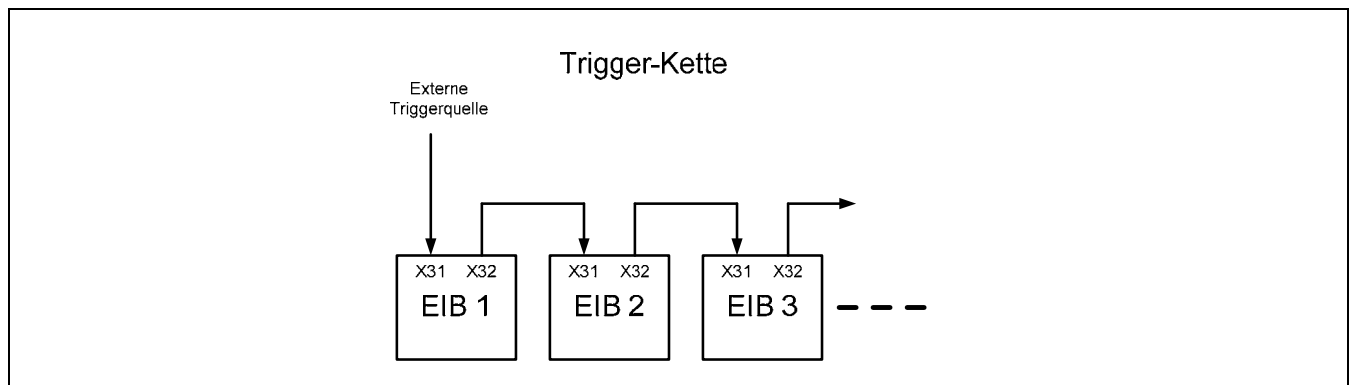 Trigger-Kette
Externe
Triggerquelle
X31 X32 X31 X32 X31 X32
EIB 1 EIB 2 EIB 3